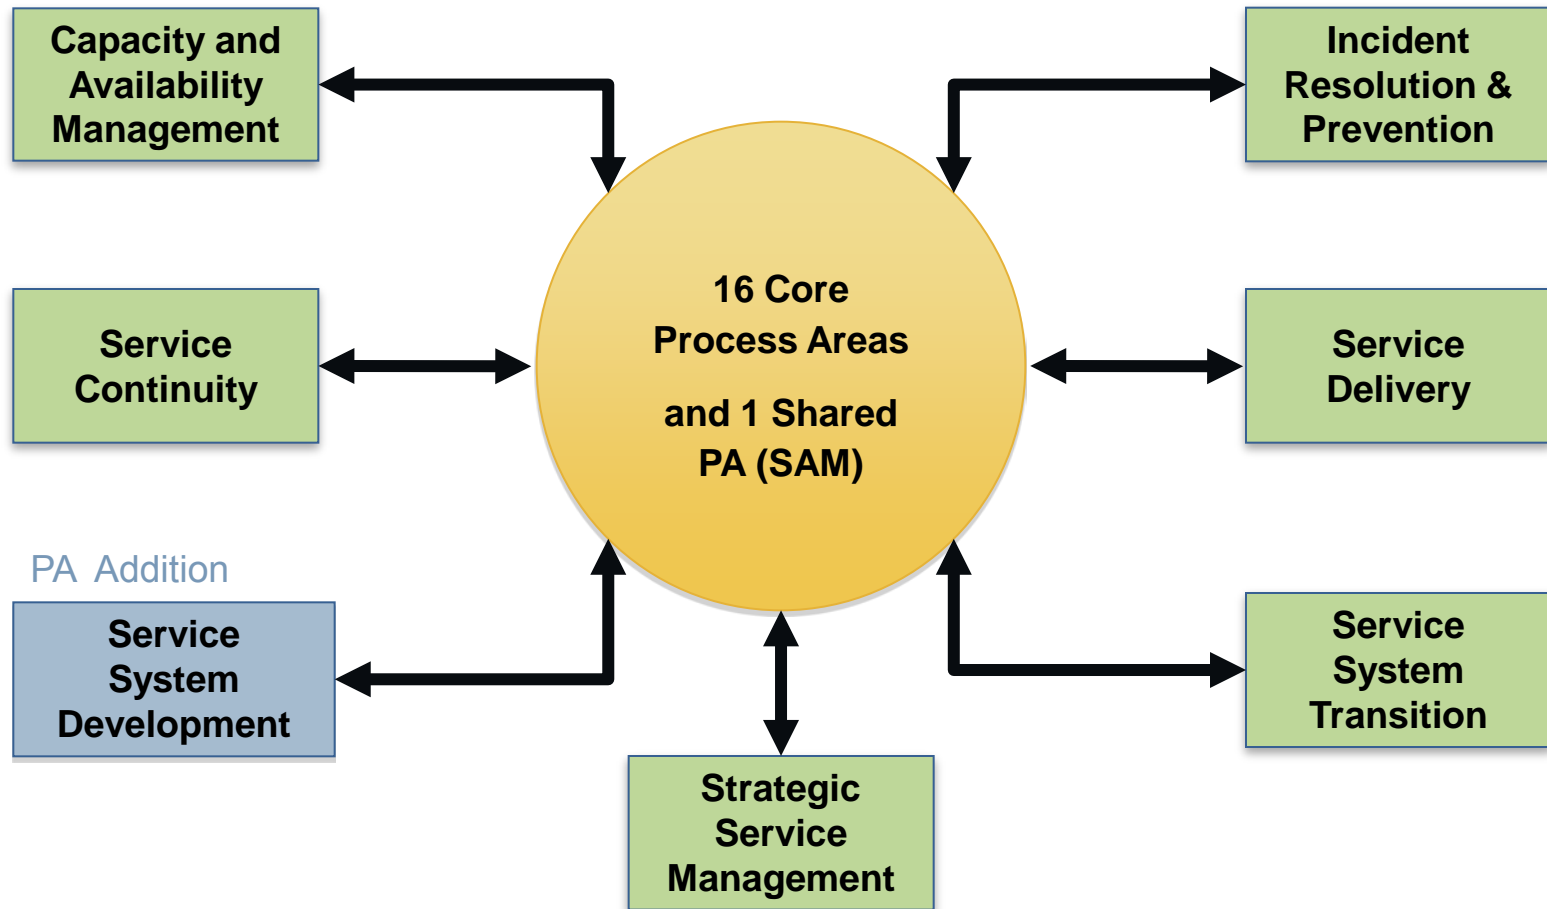 Capacity and
Availability
Management
Incident
Resolution &
Prevention
16 Core
Process Areas
and 1 Shared
PA (SAM)
Service
Continuity
Service
Delivery
PA Addition
Service
System
Development
Service
System
Transition
Strategic
Service
Management